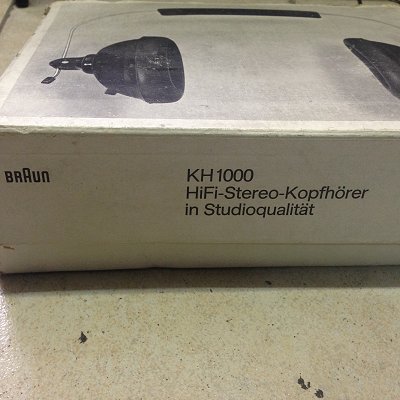 BRAUN
KH 1000
HiFi-Stereo-Kopfhörer
in Studioqualität